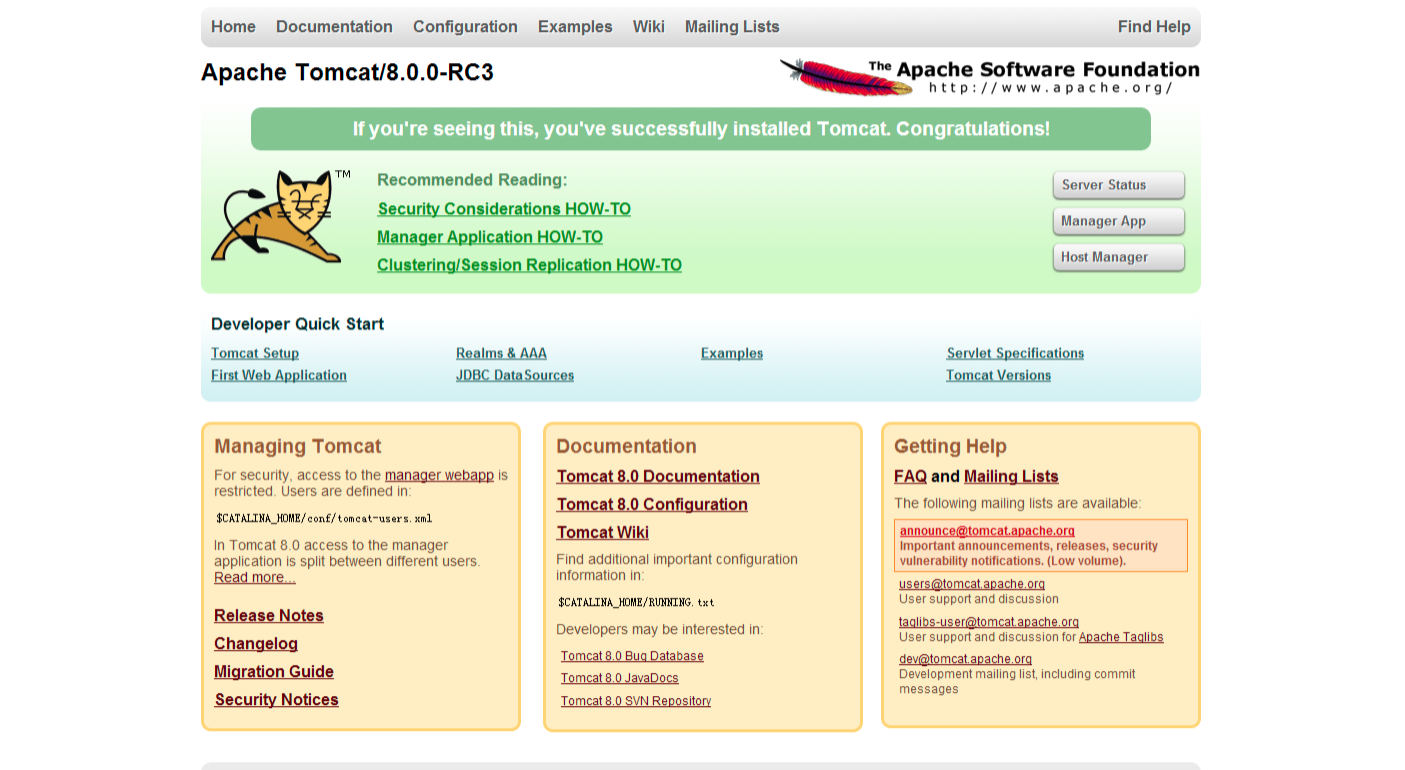 Home Documentation Configuration Examples Wiki Mailing Lists Find Help
Apache Tomcat/8.0.0-RC3
The Apache Software Foundation
http://www.apache.org/
If you're seeing this, you've successfully installed Tomcat. Congratulations!
TM
Recommended Reading:
Security Considerations HOW-TO
Manager Application HOW-TO
Clustering/Session Replication HOW-TO
Server Status
Manager App
Host Manager
Developer Quick Start
Tomcat Setup
First Web Application
Realms & AAA
JDBC DataSources
Examples
Servlet Specifications
Tomcat Versions
Managing Tomcat
For security, access to the manager webapp is
restricted. Users are defined in:
$CATALINA_HOME/conf/tomcat-users.xml
In Tomcat 8.0 access to the manager
application is split between different users.
Read more...
Release Notes
Changelog
Migration Guide
Security Notices
Documentation
Tomcat 8.0 Documentation
Tomcat 8.0 Configuration
Tomcat Wiki
Find additional important configuration
information in:
$CATALINA_HOME/RUNNING.txt
Developers may be interested in:
Tomcat 8.0 Bug Database
Tomcat 8.0 JavaDocs
Tomcat 8.0 SVN Repository
Getting Help
FAQ and Mailing Lists
The following mailing lists are available:
announce@tomcat.apache.org
Important announcements, releases, security
vulnerability notifications. (Low volume).
users@tomcat.apache.org
User support and discussion
taglibs-user@tomcat.apache.org
User support and discussion for Apache Taglibs
dev@tomcat.apache.org
Development mailing list, including commit
messages